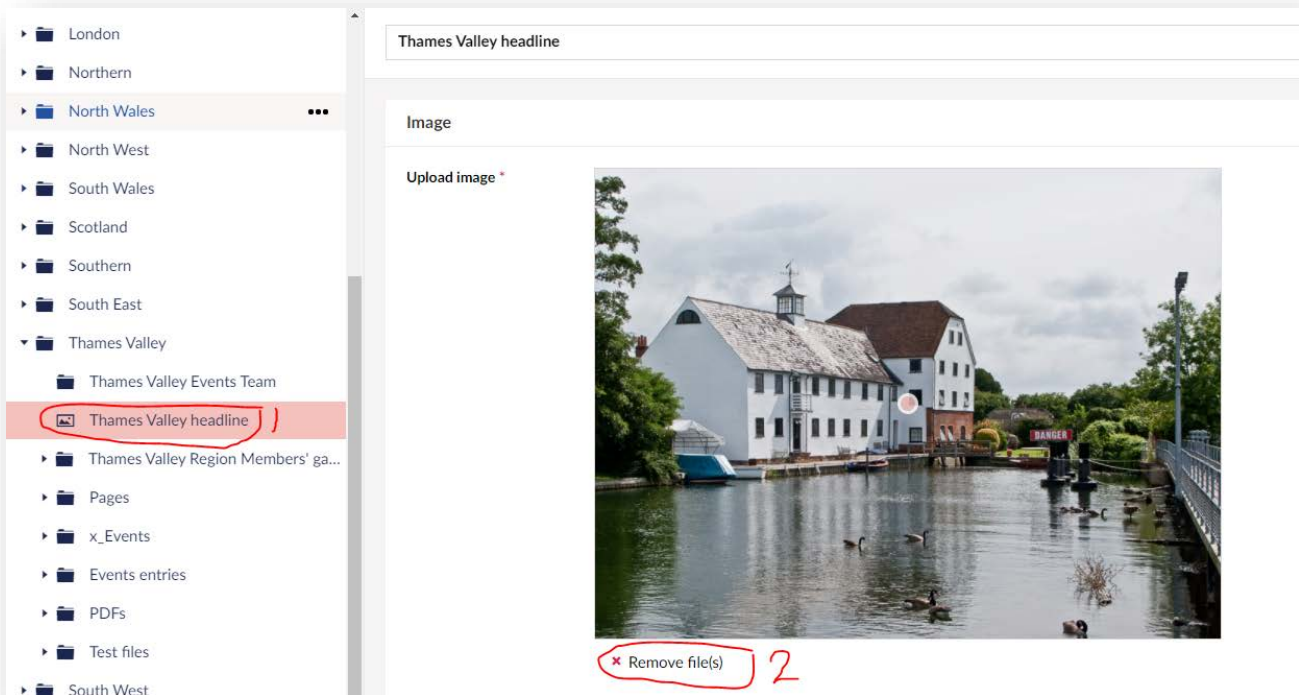 London
Northern
North Wales
North West
South Wales
Scotland
Southern
South East
Thames Valley
Thames Valley Events Team
Thames Valley headline 1
Thames Valley Region Members' ga...
Pages
x_Events
Events entries
PDFs
Test files
South West
Thames Valley headline
Image
Upload image *
DANGER
Remove file(s) 2